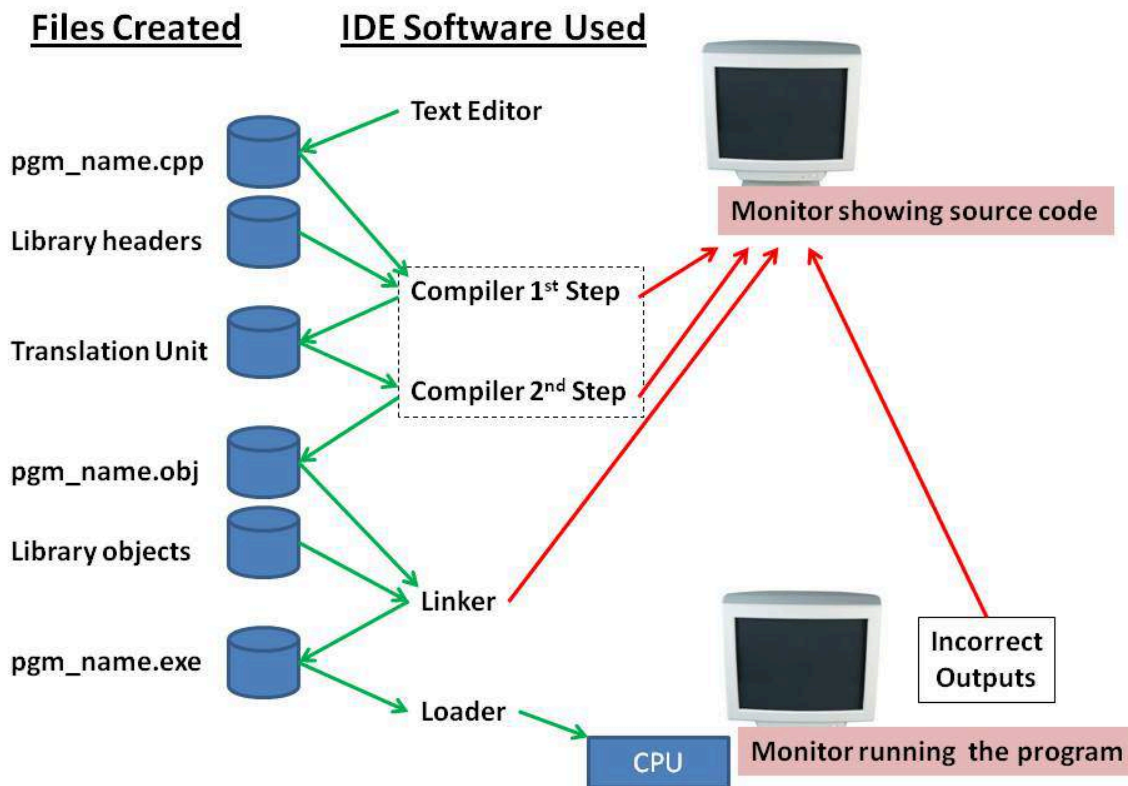 Files Created
IDE Software Used
Text Editor
pgm_name.cpp
Monitor showing source code
Library headers
Compiler 1st Step
Translation Unit
Compiler 2nd Step
pgm_name.obj
Library objects
Linker
pgm_name.exe
Incorrect
Outputs
Loader
CPU
Monitor running the program